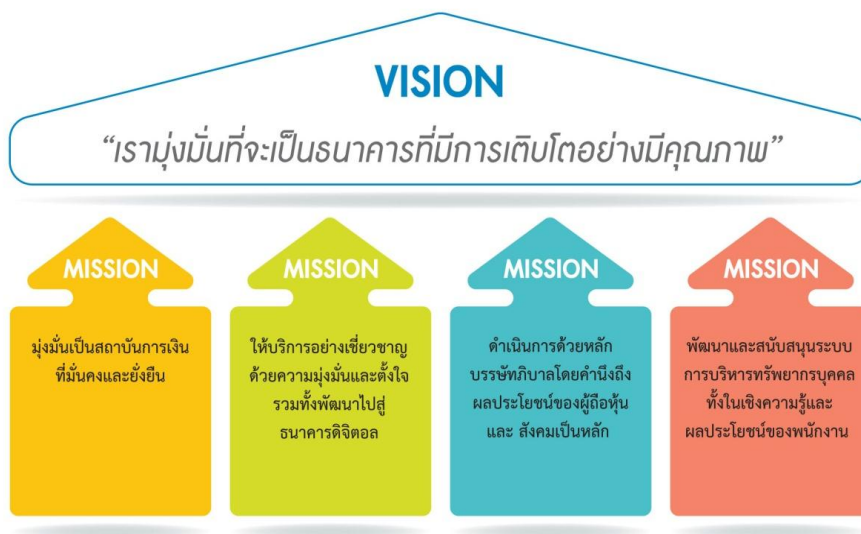 VISION
“เรามุ่งมั่นที่จะเป็นธนาคารที่มีการเติบโตอย่างมีคุณภาพ”
MISSION
มุ่งมั่นเป็นสถาบันการเงิน
ที่มั่นคงและยั่งยืน
MISSION
ให้บริการอย่างเชี่ยวชาญ
ด้วยความมุ่งมั่นและตั้งใจ
รวมทั้งพัฒนาไปสู่
ธนาคารดิจิตอล
MISSION
ดำเนินการด้วยหลัก
บรรษัทภิบาลโดยคำนึงถึง
ผลประโยชน์ของผู้ถือหุ้น
และ สังคมเป็นหลัก
MISSION
พัฒนาและสนับสนุนระบบ
การบริหารทรัพยากรบุคคล
ทั้งในเชิงความรู้และ
ผลประโยชน์ของพนักงาน